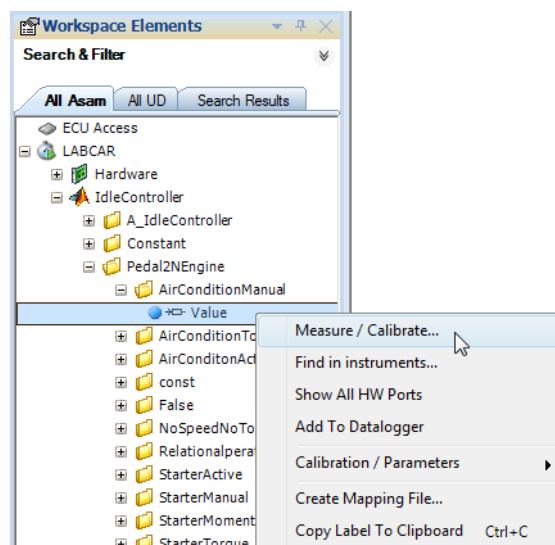 Workspace Elements
Search & Filter
All Asam All UD Search Results
ECU Access
LABCAR
Hardware
IdleController
A_IdleController
Constant
Pedal2NEngine
AirConditionManual
Value
AirConditionTo
AirConditonAct
const
False
NoSpeedNoTo
Relationalpera
StarterActive
StarterManual
StarterMoment
StarterTorque
Measure / Calibrate...
Find in instruments...
Show All HW Ports
Add To Datalogger
Calibration / Parameters
Create Mapping File...
Copy Label To Clipboard Ctrl+C